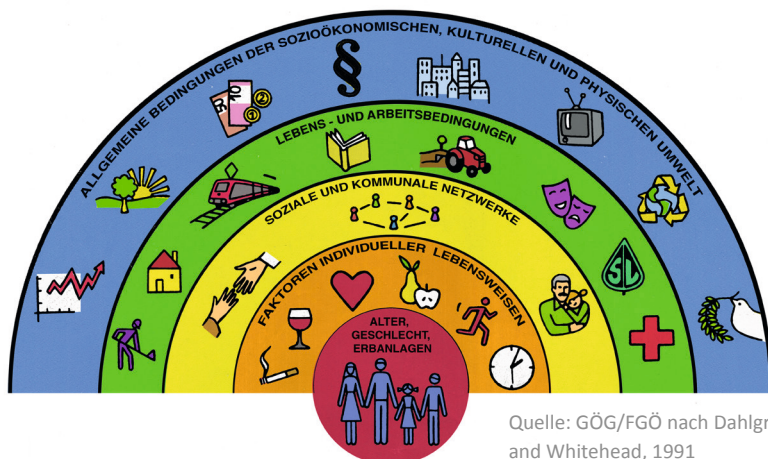 ALLGEMEINE BEDINGUNGEN DER SOZIOÖKONOMISCHEN, KULTURELLEN UND PHYSISCHEN UMWELT
§
LEBENS - UND ARBEITSBEDINGUNGEN
SOZIALE UND KOMMUNALE NETZWERKE
FAKTOREN INDIVIDUELLER LEBENSWEISEN
ALTER,
GESCHLECHT,
ERBANLAGEN
Quelle: GÖG/FGÖ nach Dahlgr
and Whitehead, 1991